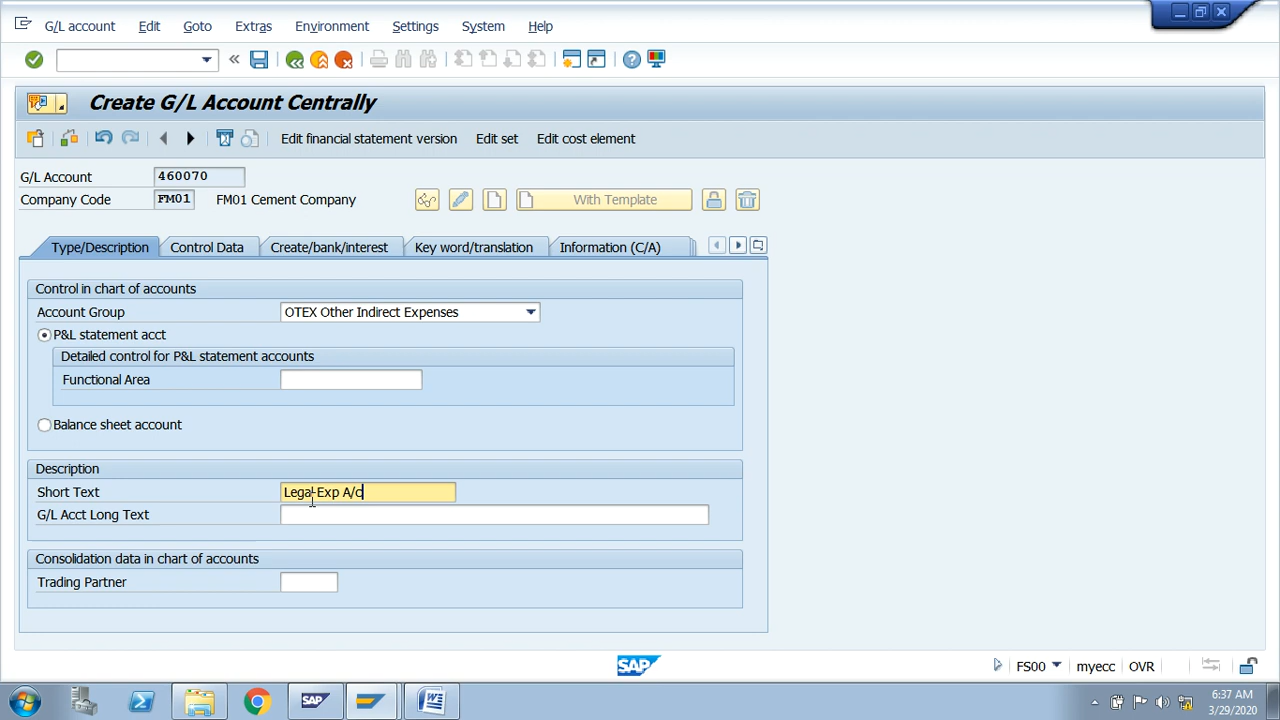 G/L account Edit Goto Extras Environment Settings System Help
Create G/L Account Centrally
Edit financial statement version Edit set Edit cost element
G/L Account 460070
Company Code FM01 FM01 Cement Company With Template
Type/Description Control Data Create/bank/interest Key word/translation Information (C/A)
Control in chart of accounts
Account Group OTEX Other Indirect Expenses
P&L statement acct
Detailed control for P&L statement accounts
Functional Area
Balance sheet account
Description
Short Text Legal Exp A/c
G/L Acct Long Text
Consolidation data in chart of accounts
Trading Partner
SAP FS00 myecc OVR
SAP 6:37 AM
3/29/2020